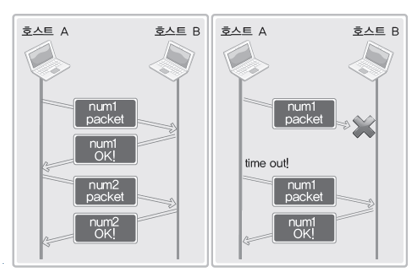 호스트 A
호스트 B
num1
packet
num1
OK!
num2
packet
num2
OK!
호스트 A
호스트 B
num1
packet
time out!
num1
packet
num1
OK!